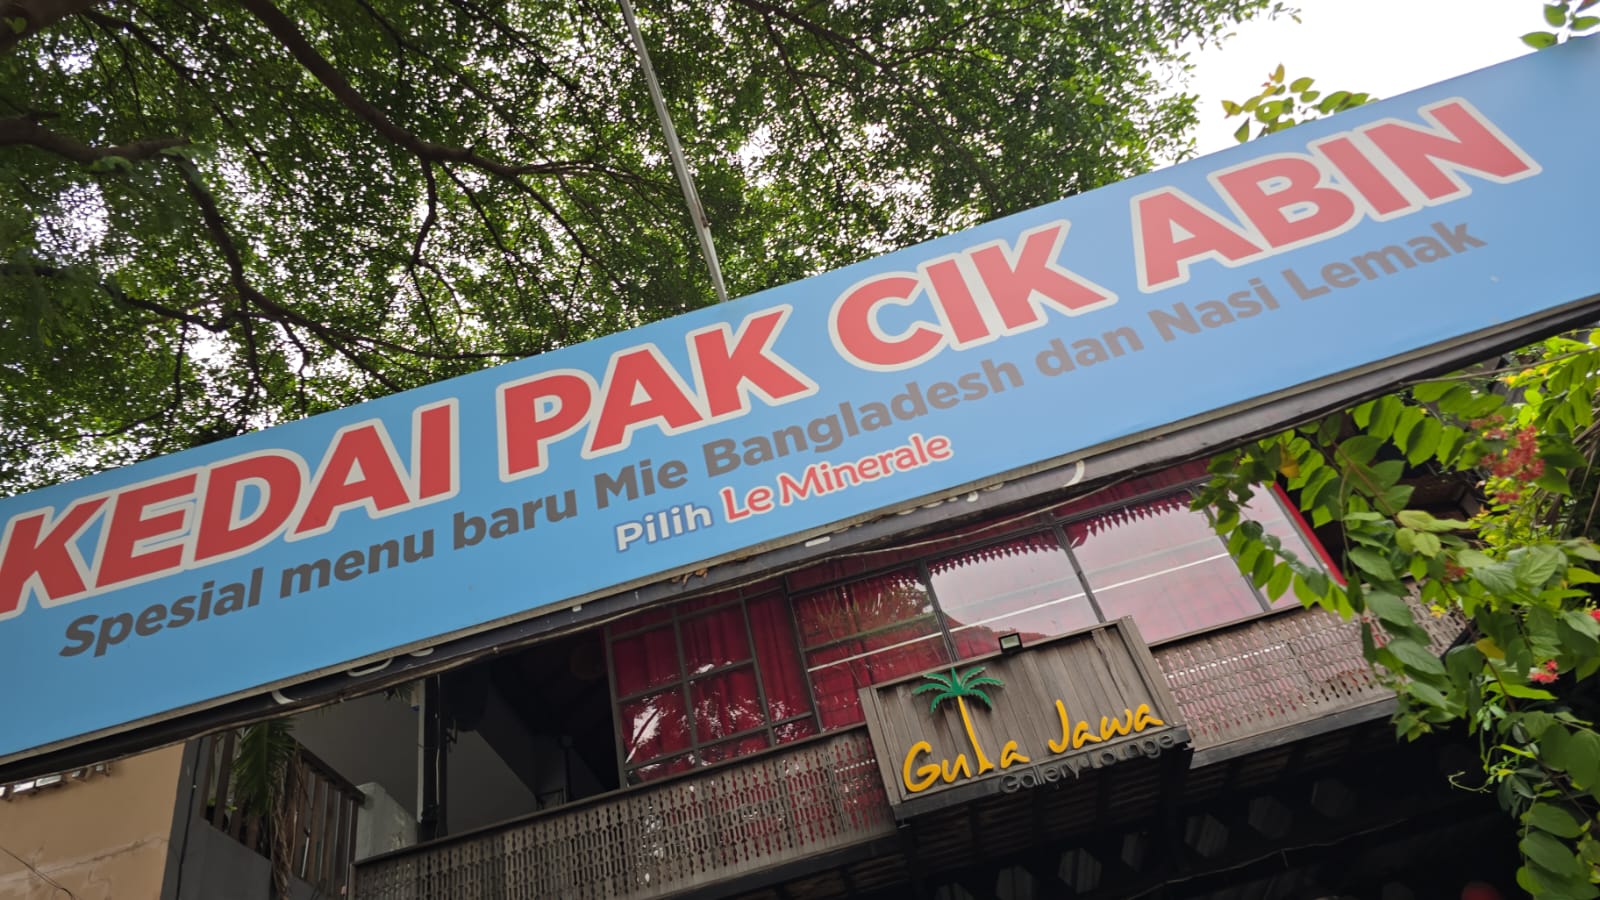 KEDAI PAK CIK ABIN
Spesial menu baru Mie Bangladesh dan Nasi Lemak
Pilih Le Minerale
Gula Jawa
Gallery Lounge